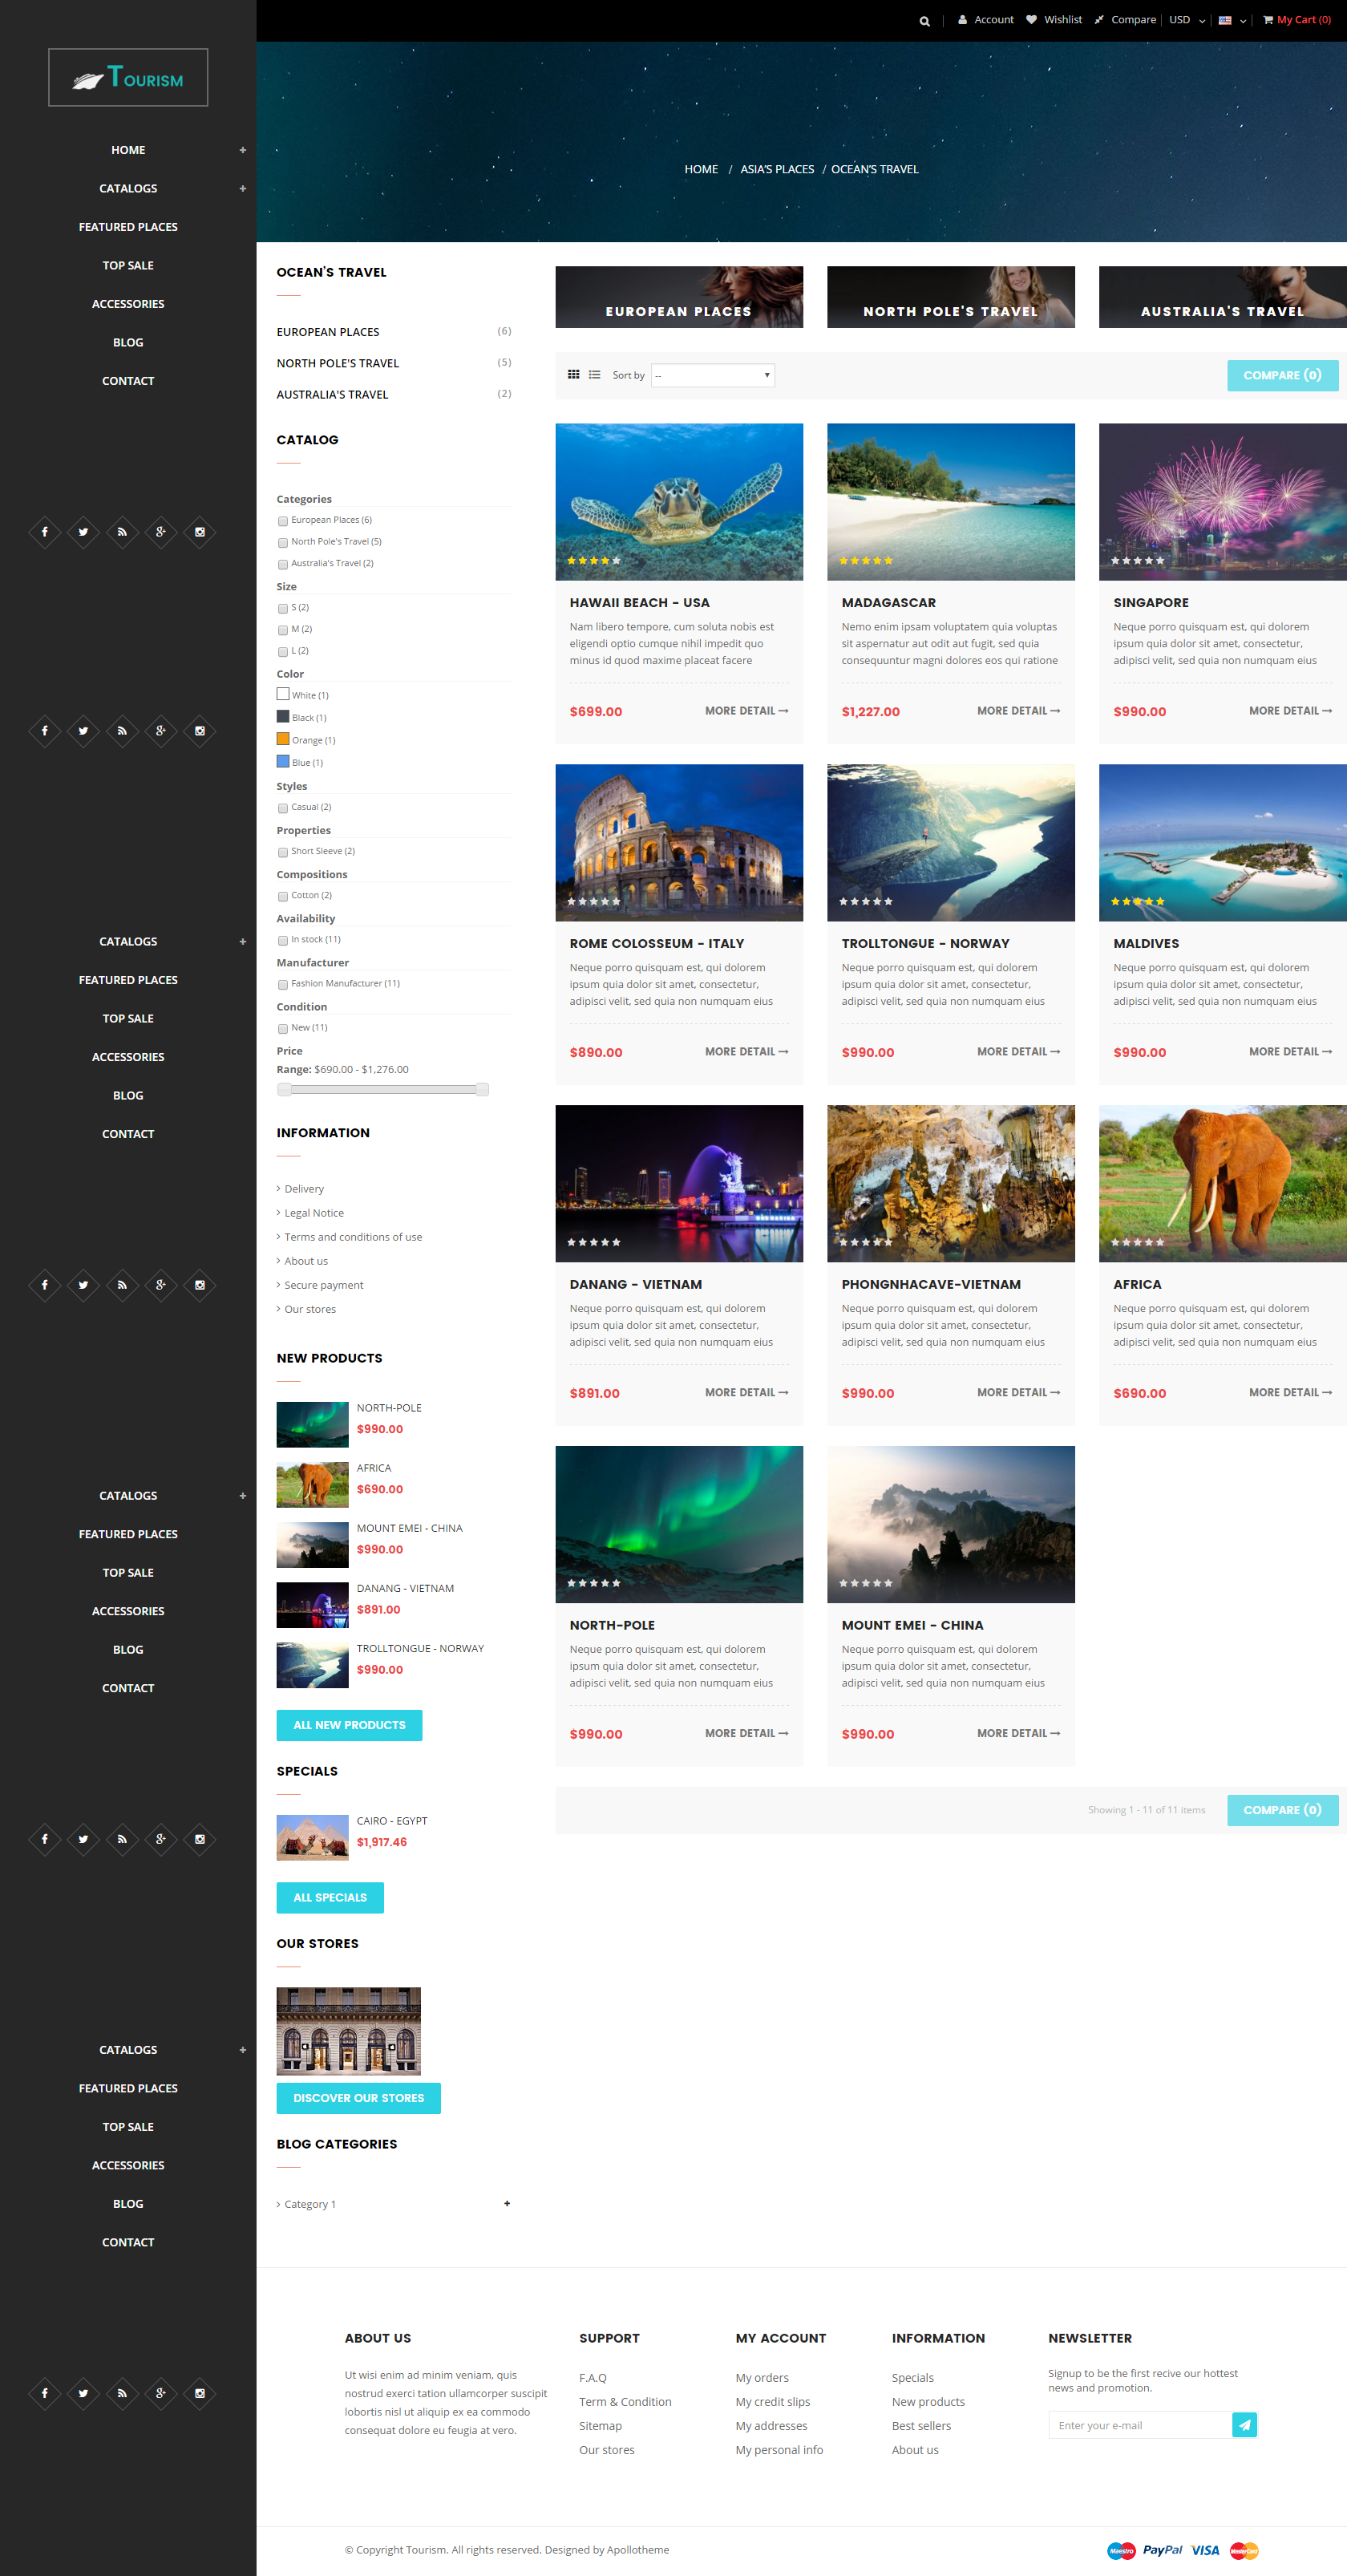 TOURISM
HOME
CATALOGS
FEATURED PLACES
TOP SALE
ACCESSORIES
BLOG
CONTACT
CATALOGS
FEATURED PLACES
TOP SALE
ACCESSORIES
BLOG
CONTACT
CATALOGS
FEATURED PLACES
TOP SALE
ACCESSORIES
BLOG
CONTACT
CATALOGS
FEATURED PLACES
TOP SALE
ACCESSORIES
BLOG
CONTACT
Account Wishlist Compare USD My Cart (0)
HOME / ASIA'S PLACES / OCEAN'S TRAVEL
OCEAN'S TRAVEL
EUROPEAN PLACES (6)
NORTH POLE'S TRAVEL (5)
AUSTRALIA'S TRAVEL (2)
CATALOG
Categories
European Places (6)
North Pole's Travel (5)
Australia's Travel (2)
Size
S (2)
M (2)
L (2)
Color
White (1)
Black (1)
Orange (1)
Blue (1)
Styles
Casual (2)
Properties
Short Sleeve (2)
Compositions
Cotton (2)
Availability
In stock (11)
Manufacturer
Fashion Manufacturer (11)
Condition
New (11)
Price
Range: $690.00 - $1,276.00
INFORMATION
Delivery
Legal Notice
Terms and conditions of use
About us
Secure payment
Our stores
NEW PRODUCTS
NORTH-POLE
$990.00
AFRICA
$690.00
MOUNT EMEI - CHINA
$990.00
DANANG - VIETNAM
$891.00
TROLLTONGUE - NORWAY
$990.00
ALL NEW PRODUCTS
SPECIALS
CAIRO - EGYPT
$1,917.46
ALL SPECIALS
OUR STORES
DISCOVER OUR STORES
BLOG CATEGORIES
Category 1
EUROPEAN PLACES
NORTH POLE'S TRAVEL
AUSTRALIA'S TRAVEL
Sort by --
COMPARE (0)
HAWAII BEACH - USA
Nam libero tempore, cum soluta nobis est
eligendi optio cumque nihil impedit quo
minus id quod maxime placeat facere
$699.00 MORE DETAIL
MADAGASCAR
Nemo enim ipsam voluptatem quia voluptas
sit aspernatur aut odit aut fugit, sed quia
consequuntur magni dolores eos qui ratione
$1,227.00 MORE DETAIL
SINGAPORE
Neque porro quisquam est, qui dolorem
ipsum quia dolor sit amet, consectetur,
adipisci velit, sed quia non numquam eius
$990.00 MORE DETAIL
ROME COLOSSEUM - ITALY
Neque porro quisquam est, qui dolorem
ipsum quia dolor sit amet, consectetur,
adipisci velit, sed quia non numquam eius
$890.00 MORE DETAIL
TROLLTONGUE - NORWAY
Neque porro quisquam est, qui dolorem
ipsum quia dolor sit amet, consectetur,
adipisci velit, sed quia non numquam eius
$990.00 MORE DETAIL
MALDIVES
Neque porro quisquam est, qui dolorem
ipsum quia dolor sit amet, consectetur,
adipisci velit, sed quia non numquam eius
$990.00 MORE DETAIL
DANANG - VIETNAM
Neque porro quisquam est, qui dolorem
ipsum quia dolor sit amet, consectetur,
adipisci velit, sed quia non numquam eius
$891.00 MORE DETAIL
PHONGNHACAVE-VIETNAM
Neque porro quisquam est, qui dolorem
ipsum quia dolor sit amet, consectetur,
adipisci velit, sed quia non numquam eius
$990.00 MORE DETAIL
AFRICA
Neque porro quisquam est, qui dolorem
ipsum quia dolor sit amet, consectetur,
adipisci velit, sed quia non numquam eius
$690.00 MORE DETAIL
NORTH-POLE
Neque porro quisquam est, qui dolorem
ipsum quia dolor sit amet, consectetur,
adipisci velit, sed quia non numquam eius
$990.00 MORE DETAIL
MOUNT EMEI - CHINA
Neque porro quisquam est, qui dolorem
ipsum quia dolor sit amet, consectetur,
adipisci velit, sed quia non numquam eius
$990.00 MORE DETAIL
Showing 1 - 11 of 11 items
COMPARE (0)
ABOUT US
Ut wisi enim ad minim veniam, quis
nostrud exerci tation ullamcorper suscipit
lobortis nisl ut aliquip ex ea commodo
consequat dolore eu feugia at vero.
SUPPORT
F.A.Q
Term & Condition
Sitemap
Our stores
MY ACCOUNT
My orders
My credit slips
My addresses
My personal info
INFORMATION
Specials
New products
Best sellers
About us
NEWSLETTER
Signup to be the first recive our hottest
news and promotion.
Enter your e-mail
© Copyright Tourism. All rights reserved. Designed by Apollotheme
Maestro PayPal VISA MasterCard